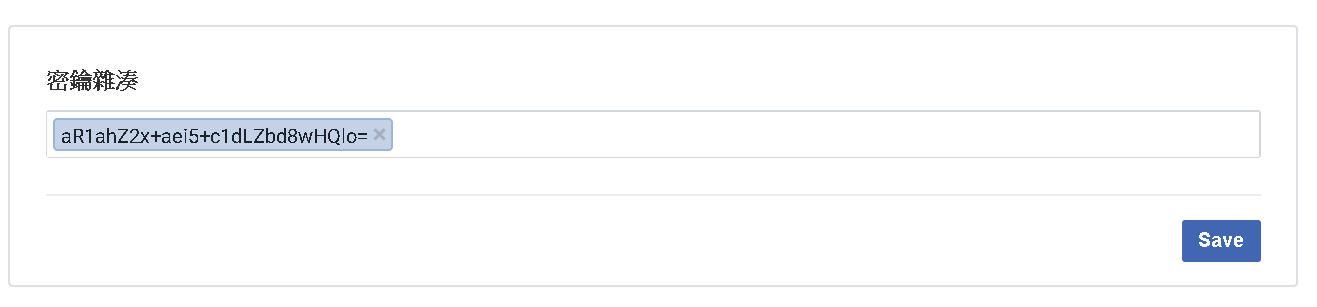 密鑰雜湊
aR1ahZ2x+aei5+c1dLZbd8wHQlo= ×
Save